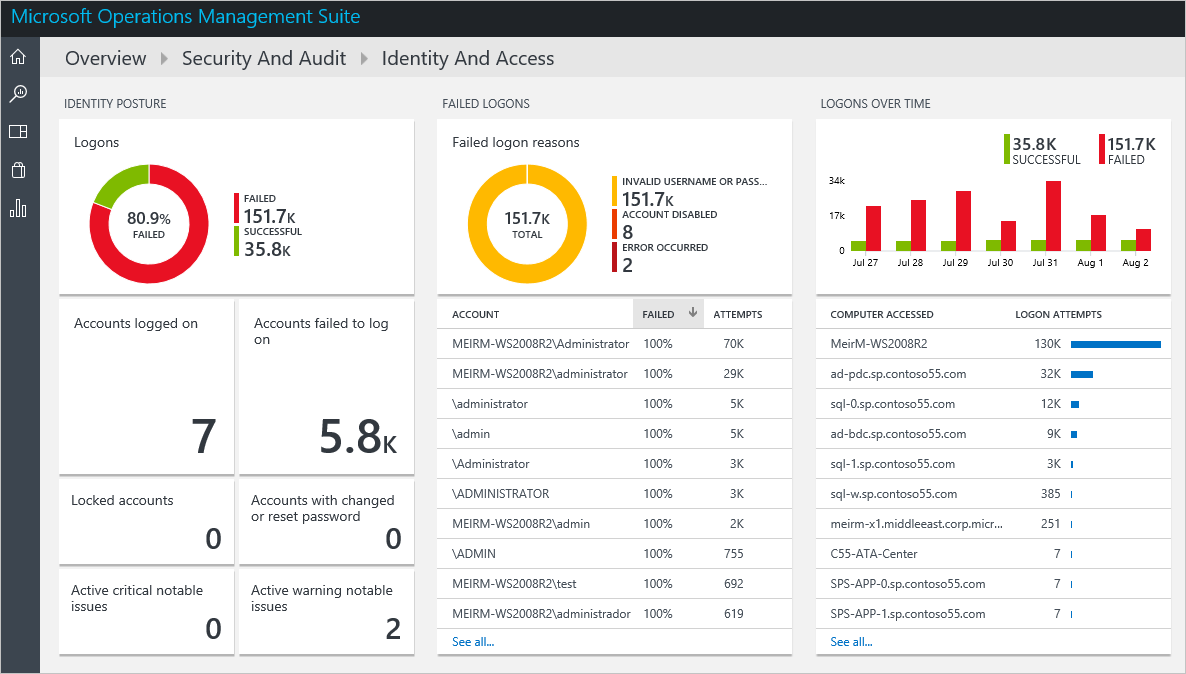 Microsoft Operations Management Suite
Overview Security And Audit Identity And Access
IDENTITY POSTURE
Logons
80.9%
FAILED
FAILED
151.7K
SUCCESSFUL
35.8K
Accounts logged on
7
Accounts failed to log
on
5.8K
Locked accounts
0
Accounts with changed
or reset password
0
Active critical notable
issues
0
Active warning notable
issues
2
FAILED LOGONS
Failed logon reasons
151.7K
TOTAL
INVALID USERNAME OR PASS...
151.7K
ACCOUNT DISABLED
8
ERROR OCCURRED
2
ACCOUNT FAILED ATTEMPTS
MEIRM-WS2008R2\Administrator 100% 70K
MEIRM-WS2008R2\administrator 100% 29K
\administrator 100% 5K
\admin 100% 5K
\Administrator 100% 3K
\ADMINISTRATOR 100% 3K
MEIRM-WS2008R2\admin 100% 2K
\ADMIN 100% 755
MEIRM-WS2008R2\test 100% 692
MEIRM-WS2008R2\administrador 100% 619
See all...
LOGONS OVER TIME
35.8K
SUCCESSFUL
151.7K
FAILED
34k
17k
0
Jul 27 Jul 28 Jul 29 Jul 30 Jul 31 Aug 1 Aug 2
COMPUTER ACCESSED LOGON ATTEMPTS
MeirM-WS2008R2 130K
ad-pdc.sp.contoso55.com 32K
sql-0.sp.contoso55.com 12K
ad-bdc.sp.contoso55.com 9K
sql-1.sp.contoso55.com 3K
sql-w.sp.contoso55.com 385
meirm-x1.middleeast.corp.micr... 251
C55-ATA-Center 7
SPS-APP-0.sp.contoso55.com 7
SPS-APP-1.sp.contoso55.com 7
See all...